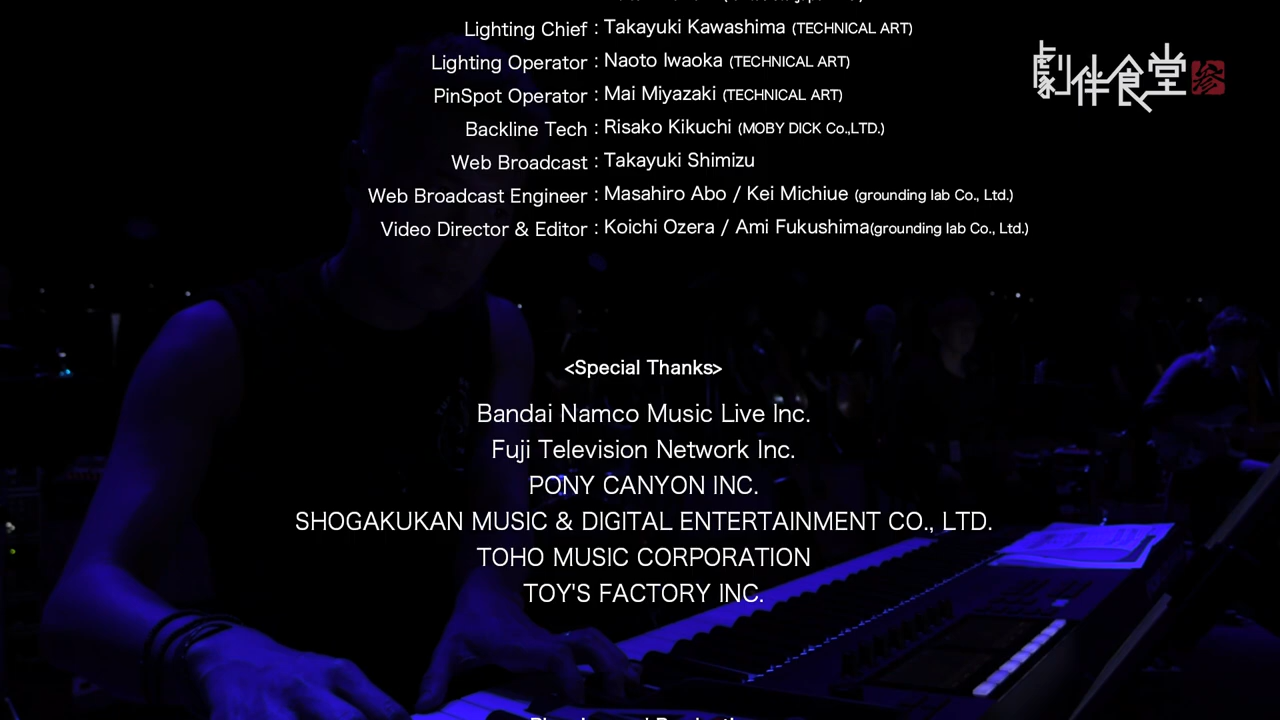 Lighting Chief : Takayuki Kawashima (TECHNICAL ART)
Lighting Operator : Naoto Iwaoka (TECHNICAL ART)
PinSpot Operator : Mai Miyazaki (TECHNICAL ART)
Backline Tech : Risako Kikuchi (MOBY DICK Co.,LTD.)
Web Broadcast : Takayuki Shimizu
Web Broadcast Engineer : Masahiro Abo / Kei Michiue (grounding lab Co., Ltd.)
Video Director & Editor : Koichi Ozera / Ami Fukushima(grounding lab Co., Ltd.)
劇伴食堂 参
<Special Thanks>
Bandai Namco Music Live Inc.
Fuji Television Network Inc.
PONY CANYON INC.
SHOGAKUKAN MUSIC & DIGITAL ENTERTAINMENT CO., LTD.
TOHO MUSIC CORPORATION
TOY'S FACTORY INC.